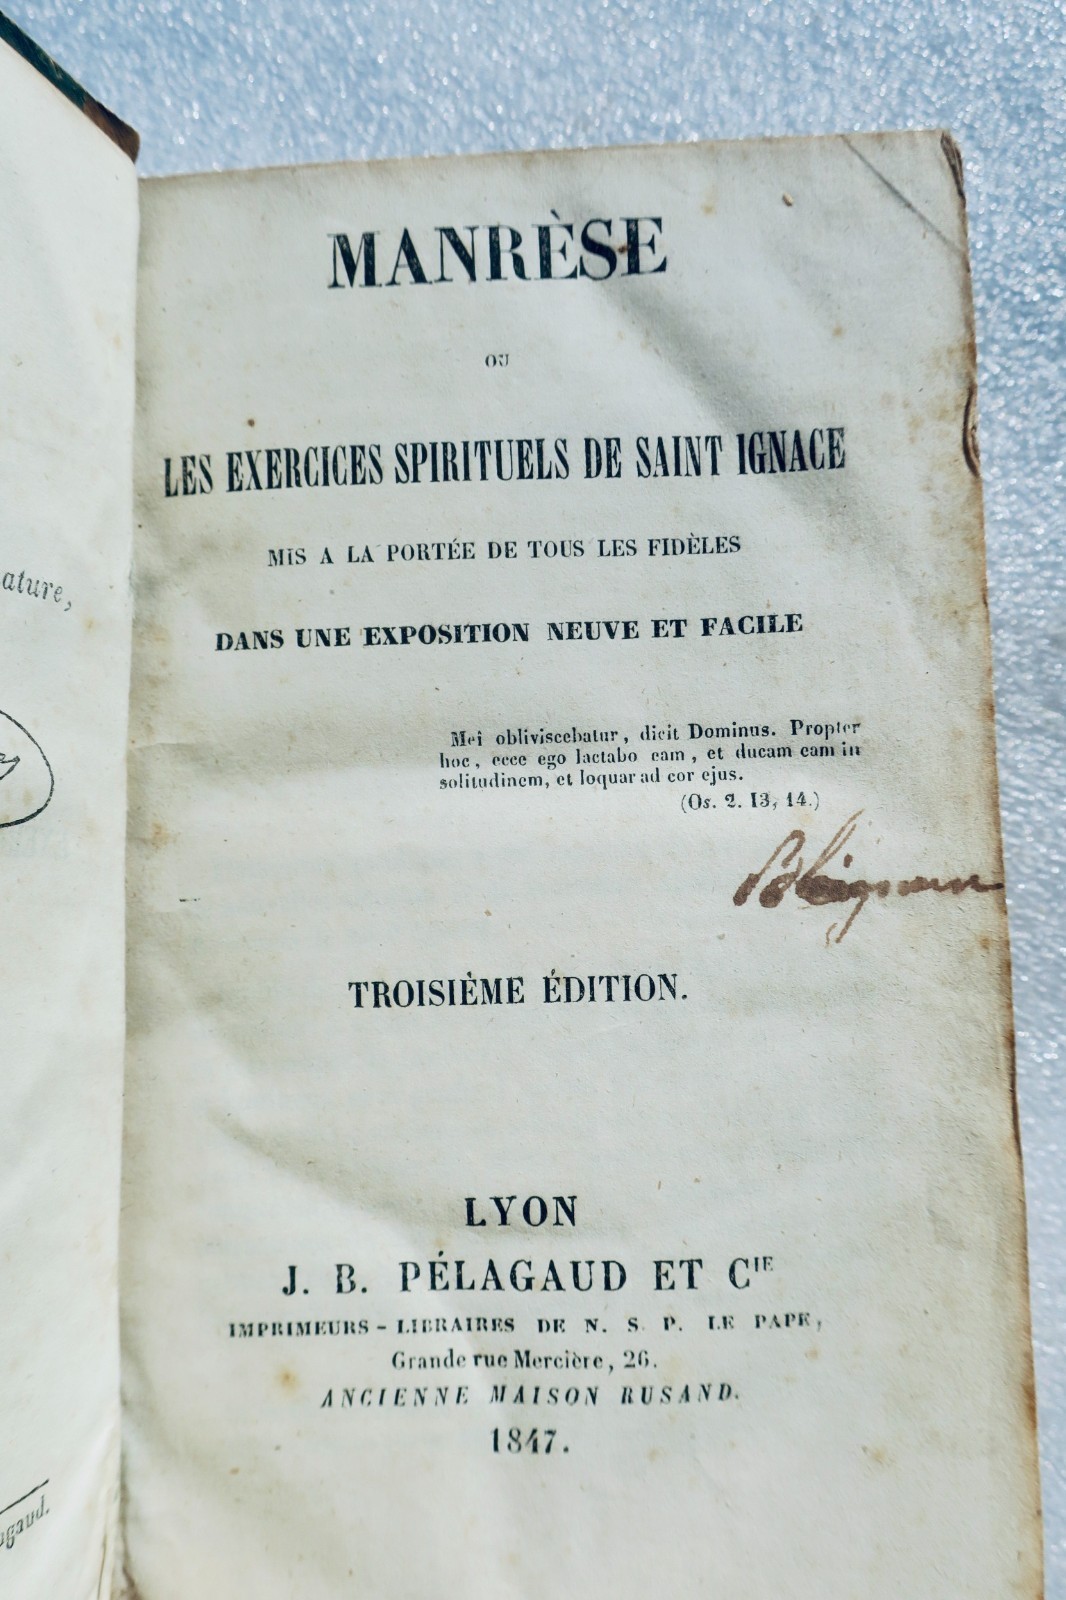 ature,
gaud.
MANRÈSE
OU
LES EXERCICES SPIRITUELS DE SAINT IGNACE
MIS A LA PORTÉE DE TOUS LES FIDÈLES
DANS UNE EXPOSITION NEUVE ET FACILE
Mei obliviscebatur, dicit Dominus. Propter
hoc, ecce ego lactabo eam, et ducam eam in
solitudinem, et loquar ad cor ejus.
(Os. 2. 13, 14.)
TROISIÈME ÉDITION.
LYON
J. B. PÉLAGAUD ET CIE
IMPRIMEURS-LIBRAIRES DE N. S. P. LE PAPE,
Grande rue Mercière, 26.
ANCIENNE MAISON RUSAND.
1847.